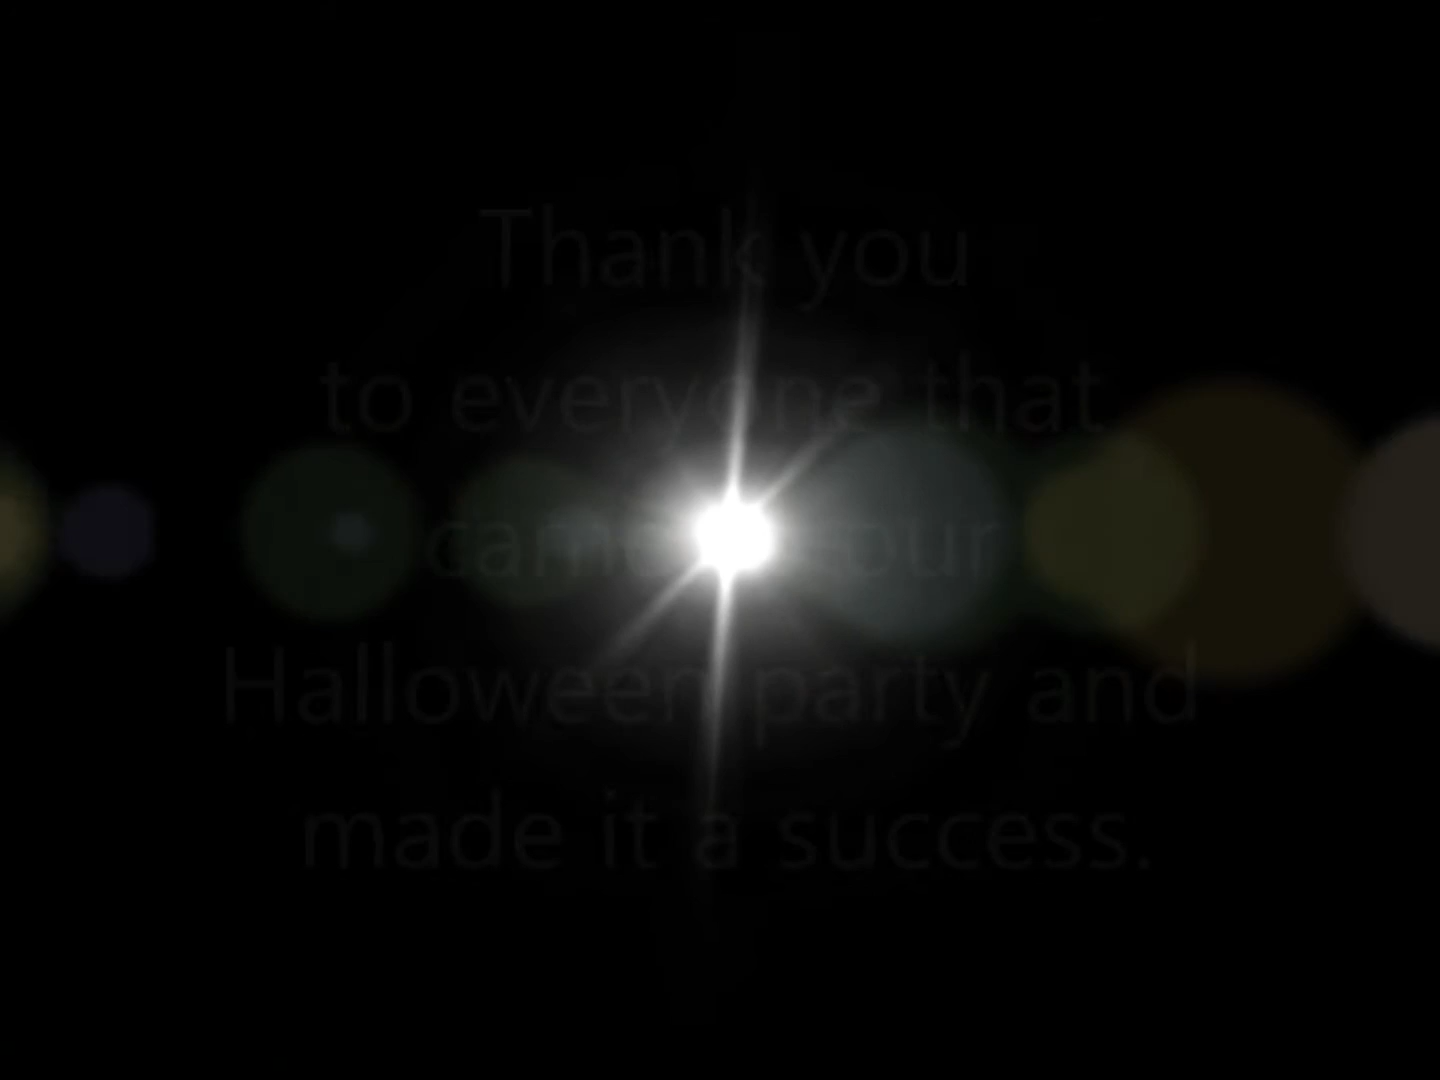 Thank you
to everyone that
came our
Halloween party and
made it a success.